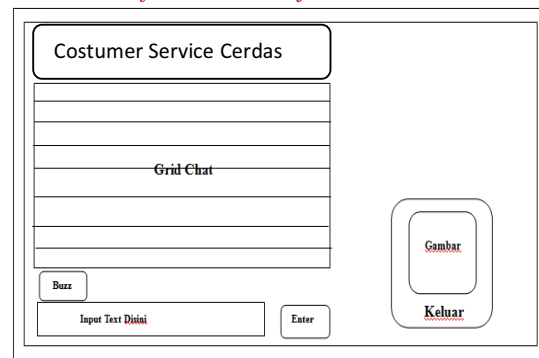 Costumer Service Cerdas
Grid Chat
Gambar
Buzz
Keluar
Input Text Disini
Enter